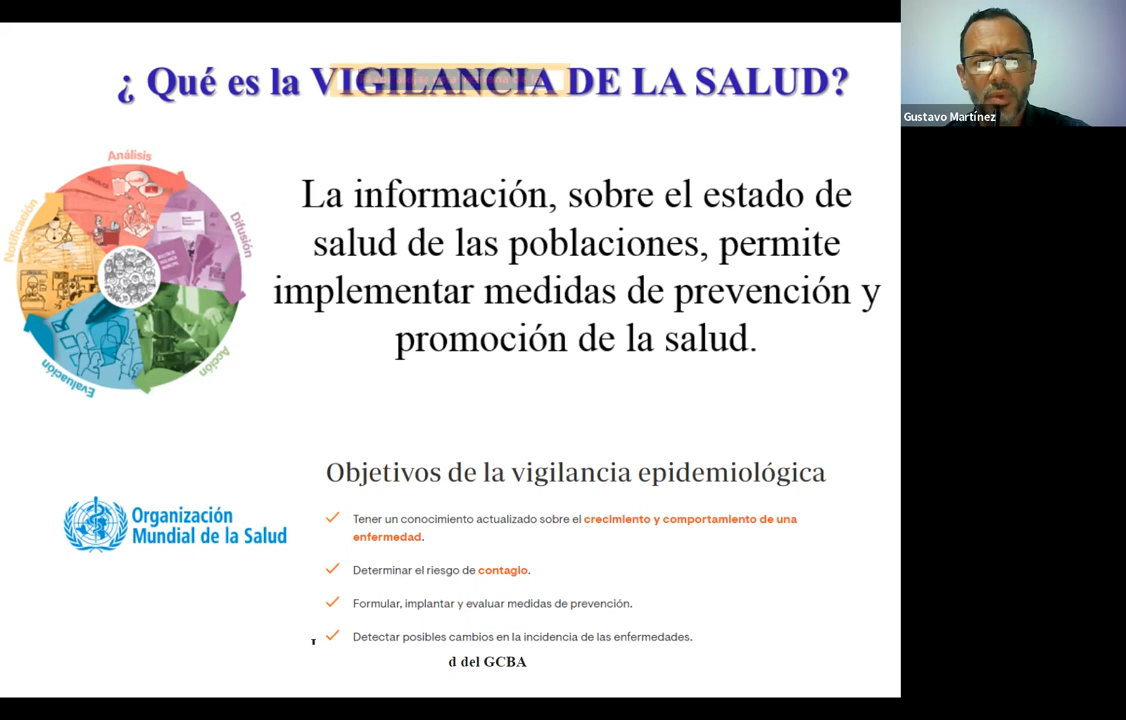 ¿ Qué es la VIGILANCIA DE LA SALUD?
Gustavo Martínez
Análisis
Difusión
Notificación
Acción
Evaluación
La información, sobre el estado de
salud de las poblaciones, permite
implementar medidas de prevención y
promoción de la salud.
Objetivos de la vigilancia epidemiológica
Tener un conocimiento actualizado sobre el crecimiento y comportamiento de una
enfermedad.
Determinar el riesgo de contagio.
Formular, implantar y evaluar medidas de prevención.
Detectar posibles cambios en la incidencia de las enfermedades.
Organización
Mundial de la Salud
d del GCBA